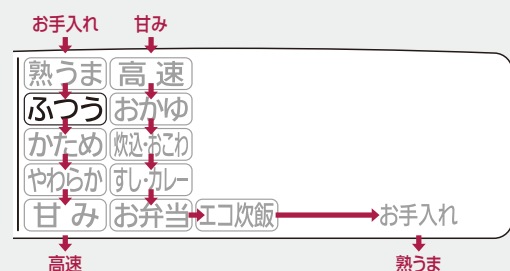 お手入れ 甘み
熟うま 高速
ふつう おかゆ
かため 炊込・おこわ
やわらか すし・カレー
甘み お弁当 エコ炊飯 お手入れ
高速 熟うま